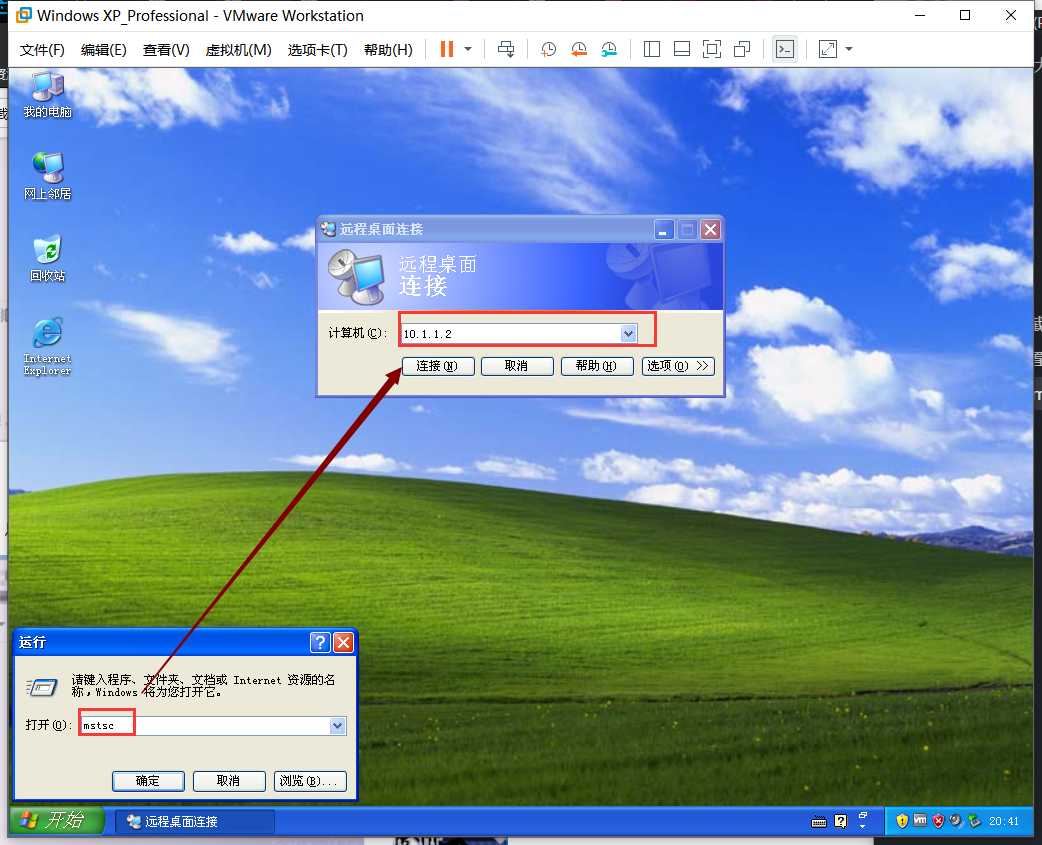 Windows XP_Professional - VMware Workstation
文件(F) 编辑(E) 查看(V) 虚拟机(M) 选项卡(T) 帮助(H)
我的电脑
网上邻居
回收站
Internet
Explorer
远程桌面连接
远程桌面
连接
计算机(C):
10.1.1.2
连接(N) 取消 帮助(H) 选项(O) >>
运行
请键入程序、文件夹、文档或 Internet 资源的名
称，Windows 将为您打开它。
打开(O): mstsc
确定 取消 浏览(B)...
开始 远程桌面连接 20:41